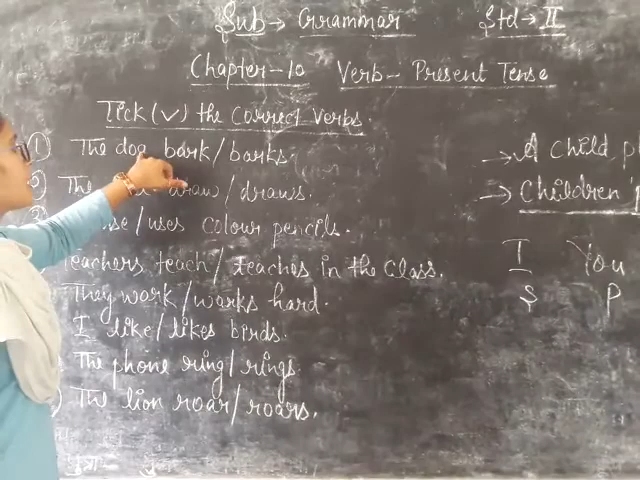 Sub → Grammar Std → II
Chapter-10 Verb- Present Tense
Tick (✓) the Correct Verbs.
① The dog bark/barks.
② The draw/draws.
use/uses colour pencils.
Teachers teach/teaches in the Class.
They work/works hard.
I like/likes birds.
The phone ring/rings
The lion roar/roars.
→ A Child
→ Children
I You
S P